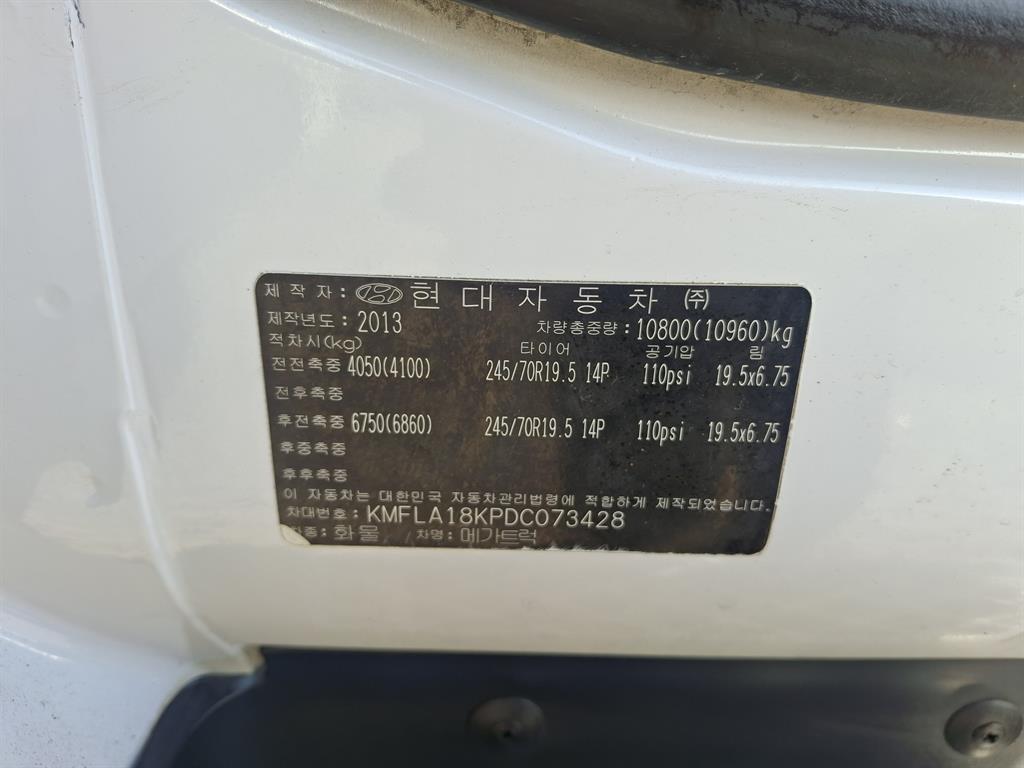 제작자: 현대자동차㈜
제작년도: 2013 차량총중량: 10800(10960)kg
적차시(kg) 타이어 공기압 림
전전축중 4050(4100) 245/70R19.5 14P 110psi 19.5x6.75
전후축중
후전축중 6750(6860) 245/70R19.5 14P 110psi 19.5x6.75
후중축중
후후축중
이 자동차는 대한민국 자동차관리법령에 적합하게 제작되었습니다.
차대번호: KMFLA18KPDC073428
차종: 화물 차명: 메가트럭